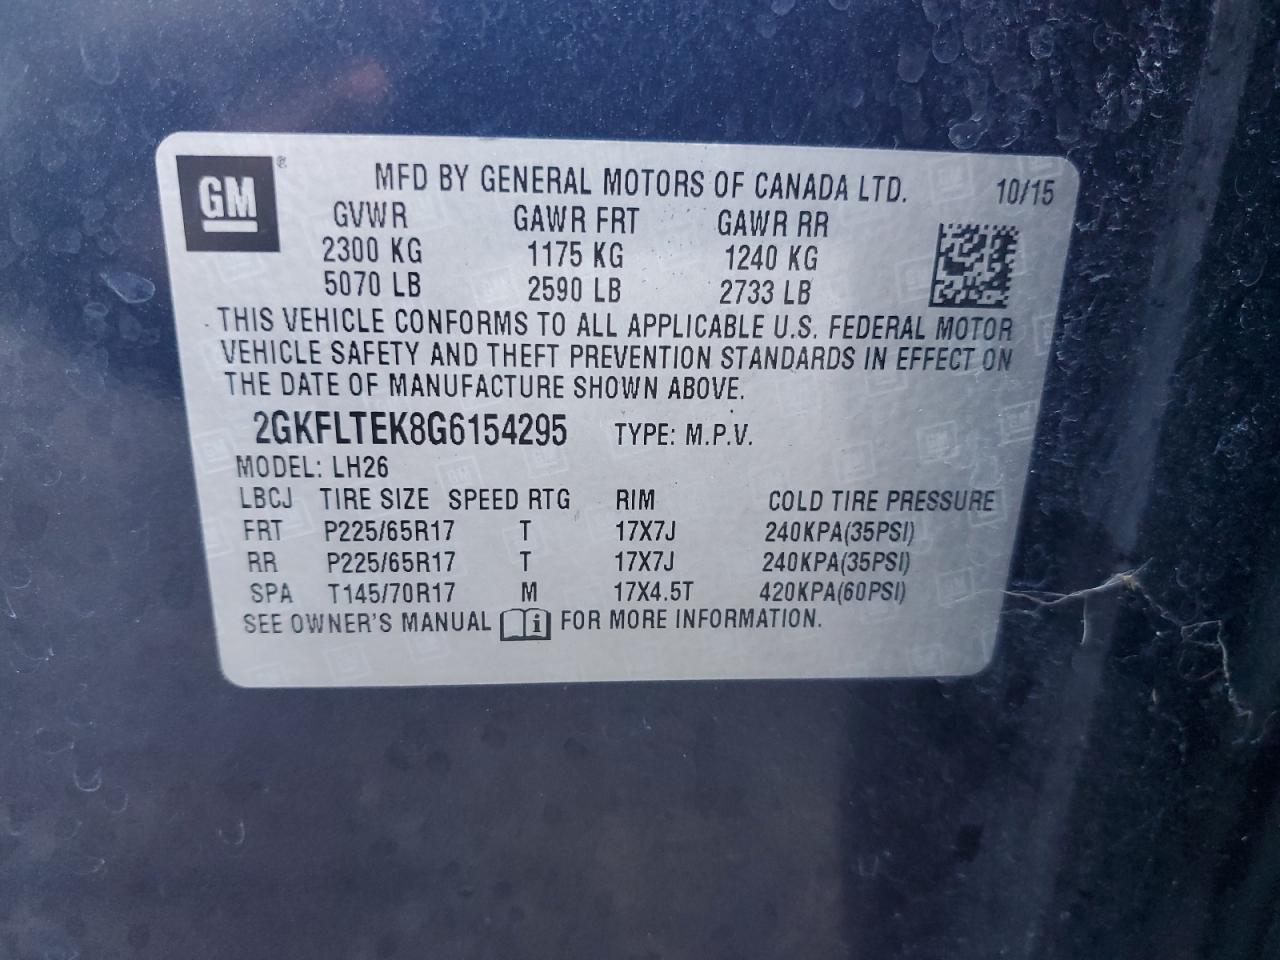 GM ® MFD BY GENERAL MOTORS OF CANADA LTD. 10/15
GVWR GAWR FRT GAWR RR
2300 KG 1175 KG 1240 KG
5070 LB 2590 LB 2733 LB
THIS VEHICLE CONFORMS TO ALL APPLICABLE U.S. FEDERAL MOTOR
VEHICLE SAFETY AND THEFT PREVENTION STANDARDS IN EFFECT ON
THE DATE OF MANUFACTURE SHOWN ABOVE.
2GKFLTEK8G6154295 TYPE: M.P.V.
MODEL: LH26
LBCJ TIRE SIZE SPEED RTG RIM COLD TIRE PRESSURE
FRT P225/65R17 T 17X7J 240KPA(35PSI)
RR P225/65R17 T 17X7J 240KPA(35PSI)
SPA T145/70R17 M 17X4.5T 420KPA(60PSI)
SEE OWNER'S MANUAL i FOR MORE INFORMATION.